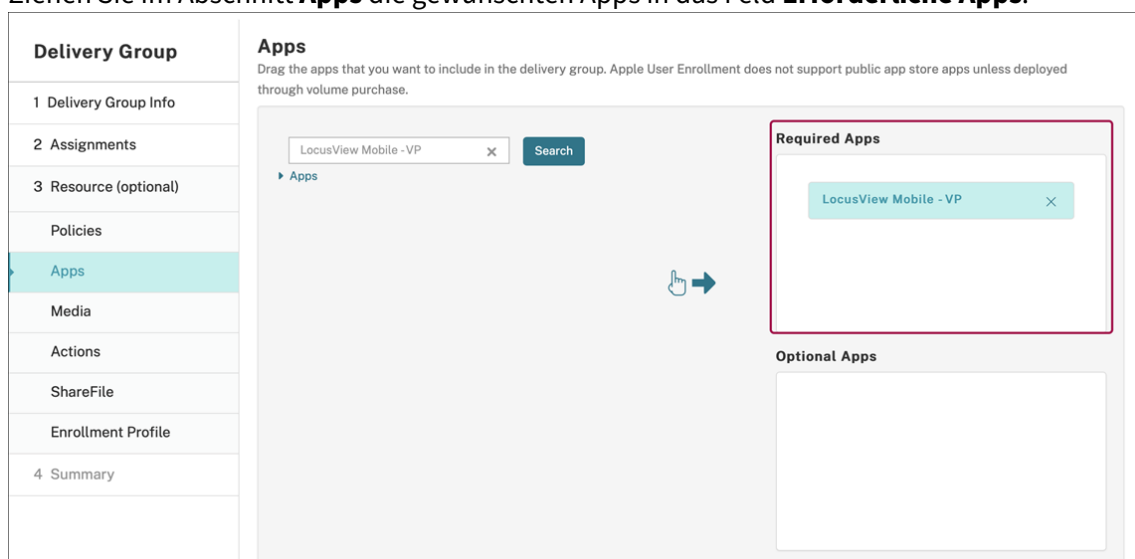 Ziehen Sie im Abschnitt Apps die gewünschten Apps in das Feld Erforderliche Apps.
Delivery Group
1 Delivery Group Info
2 Assignments
3 Resource (optional)
Policies
Apps
Media
Actions
ShareFile
Enrollment Profile
4 Summary
Apps
Drag the apps that you want to include in the delivery group. Apple User Enrollment does not support public app store apps unless deployed
through volume purchase.
LocusView Mobile - VP
Search
Apps
Required Apps
LocusView Mobile - VP
Optional Apps